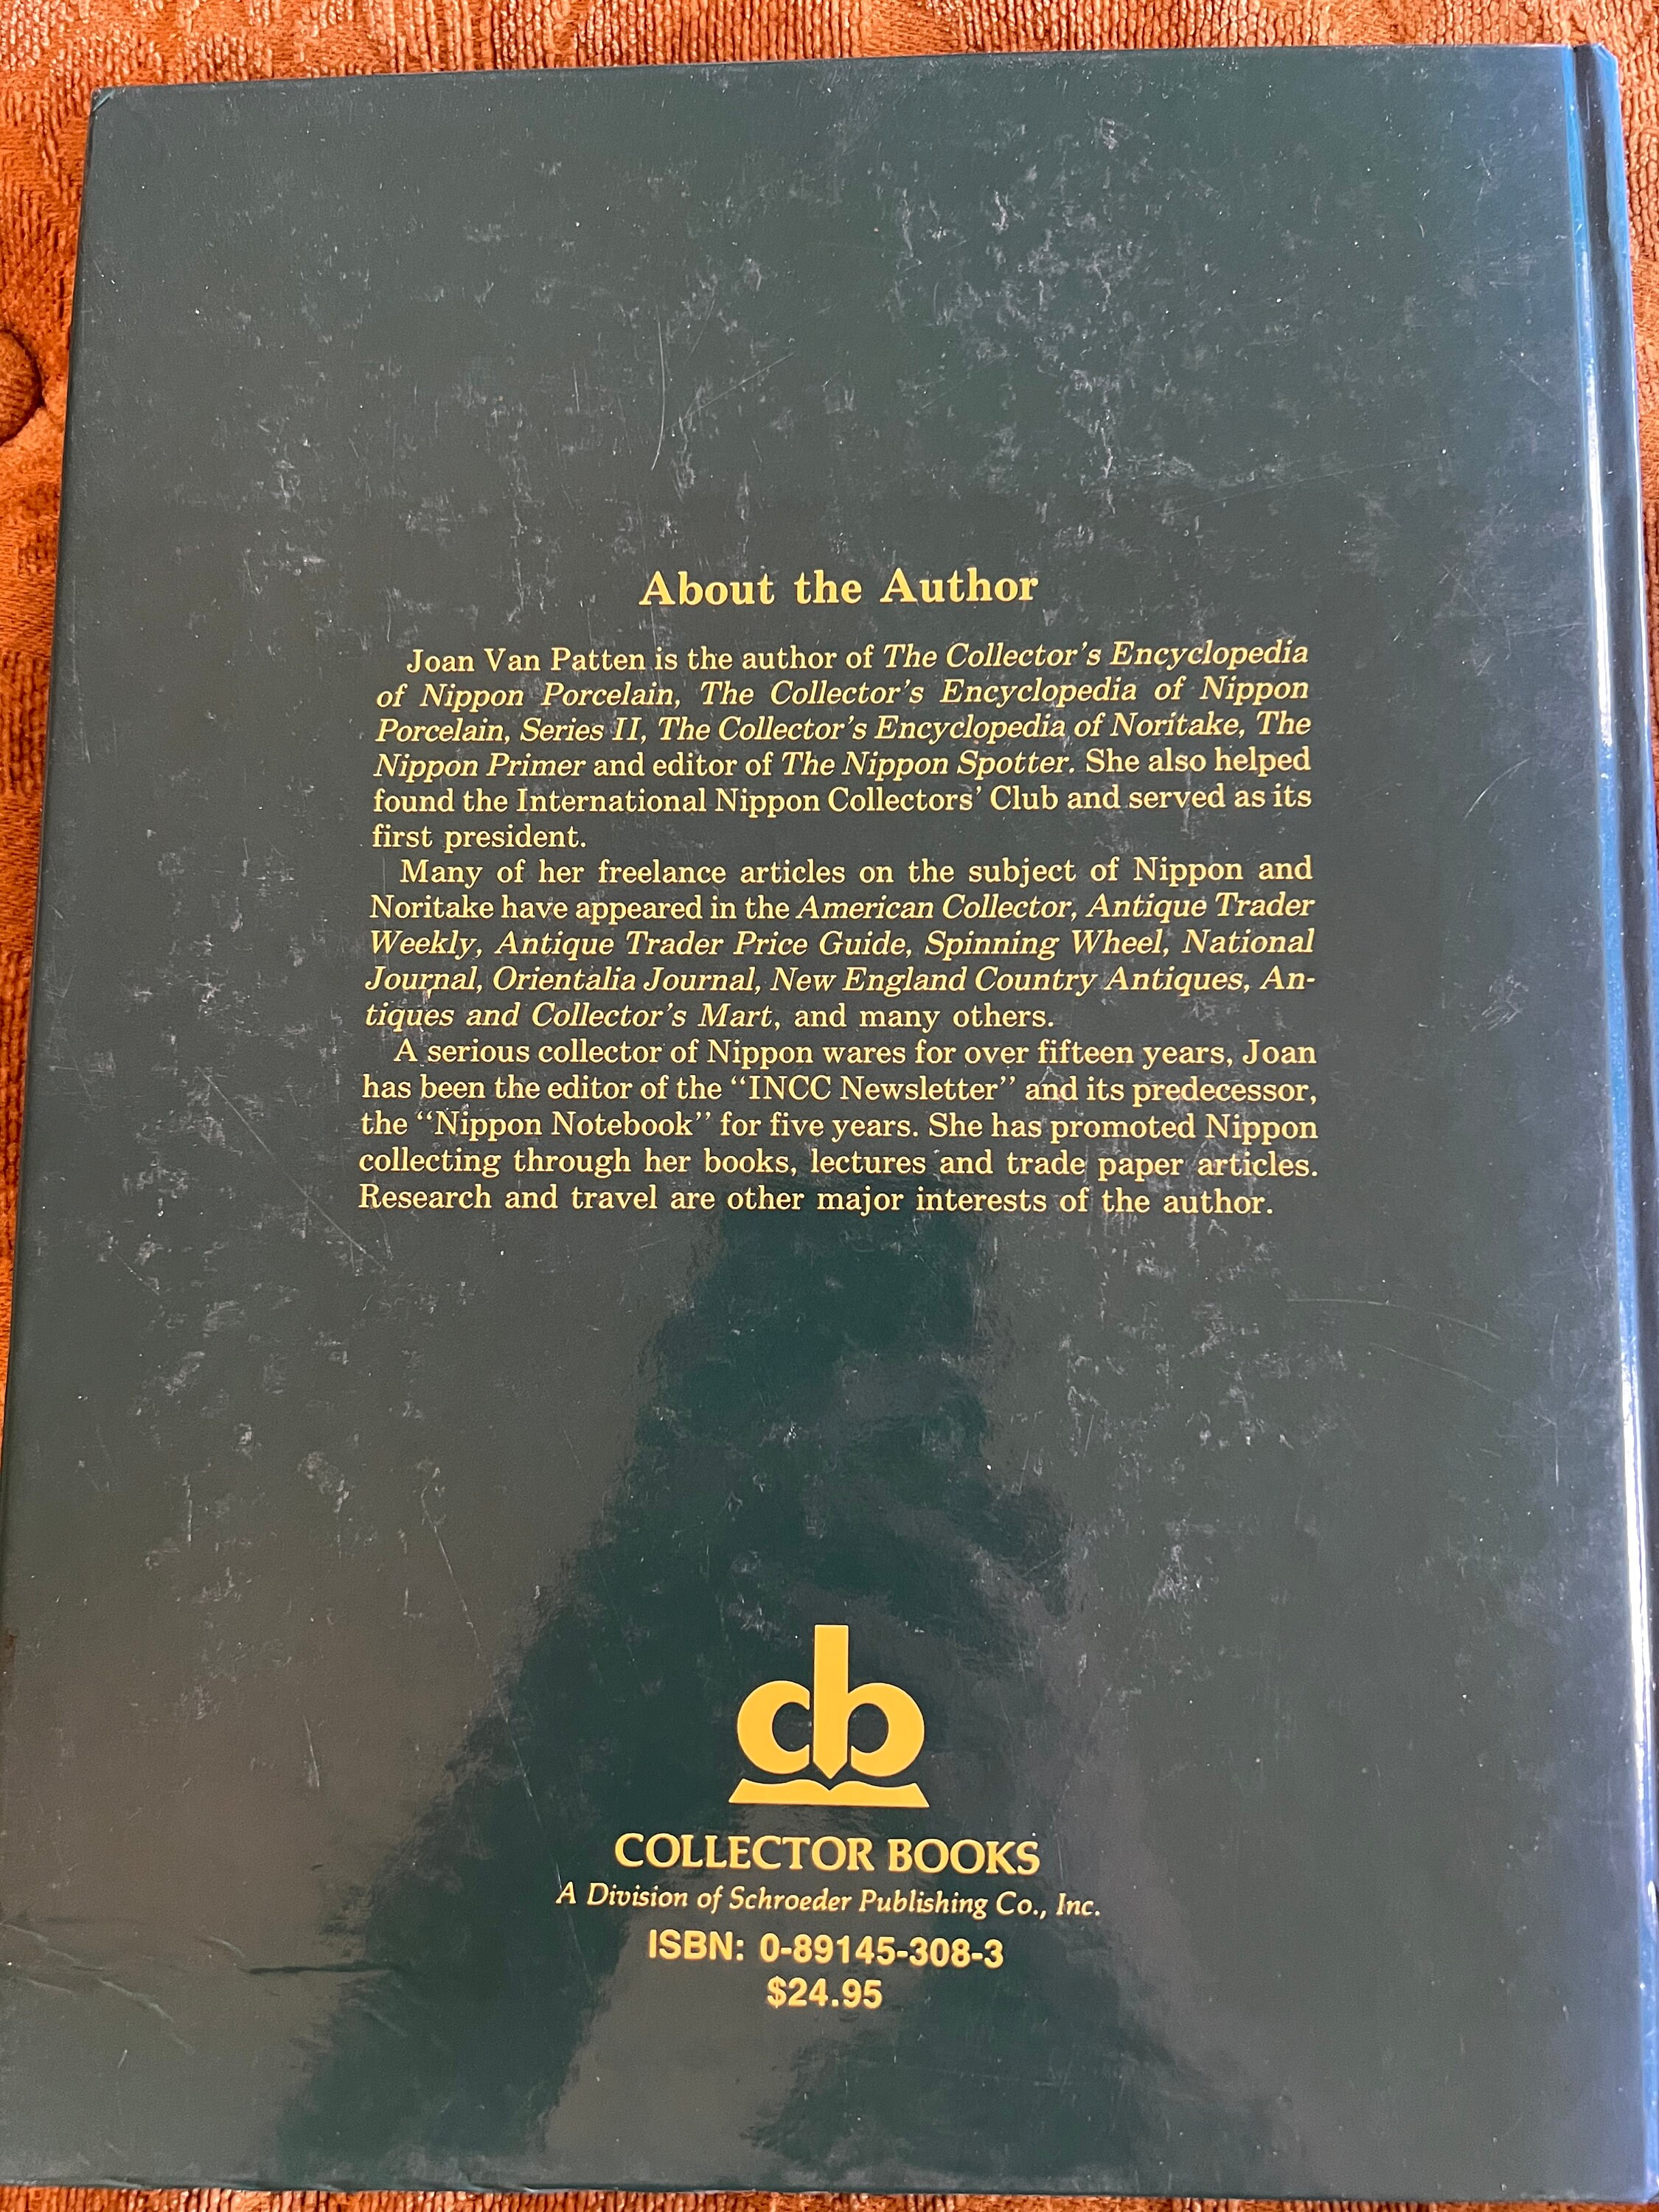 About the Author
Joan Van Patten is the author of The Collector's Encyclopedia
of Nippon Porcelain, The Collector's Encyclopedia of Nippon
Porcelain, Series II, The Collector's Encyclopedia of Noritake, The
Nippon Primer and editor of The Nippon Spotter. She also helped
found the International Nippon Collectors' Club and served as its
first president.
Many of her freelance articles on the subject of Nippon and
Noritake have appeared in the American Collector, Antique Trader
Weekly, Antique Trader Price Guide, Spinning Wheel, National
Journal, Orientalia Journal, New England Country Antiques, An-
tiques and Collector's Mart, and many others.
A serious collector of Nippon wares for over fifteen years, Joan
has been the editor of the "INCC Newsletter" and its predecessor,
the "Nippon Notebook" for five years. She has promoted Nippon
collecting through her books, lectures and trade paper articles.
Research and travel are other major interests of the author.
cb
COLLECTOR BOOKS
A Division of Schroeder Publishing Co., Inc.
ISBN: 0-89145-308-3
$24.95